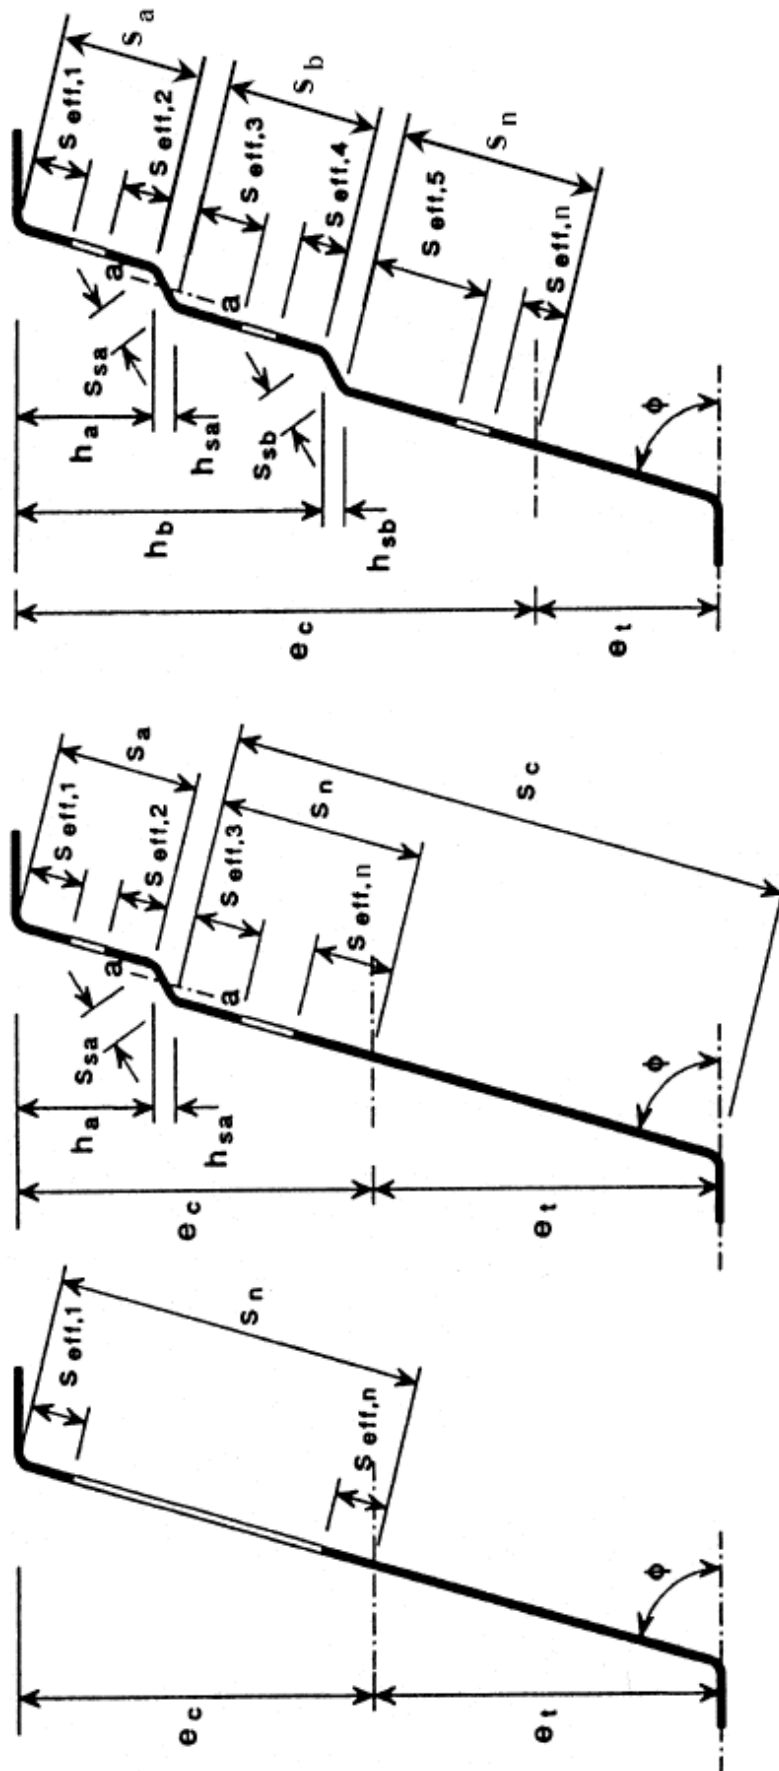 s a
s eff,1
s eff,2
s b
s eff,3
s eff,4
s n
s eff,5
s eff,n
a
a
s sa
h a
h sa
s sb
h b
h sb
e c
e t
ϕ
s a
s eff,1
s eff,2
s n
s eff,3
s eff,n
s c
a
a
s sa
h a
h sa
e c
e t
ϕ
s eff,1
s n
s eff,n
e c
e t
ϕ